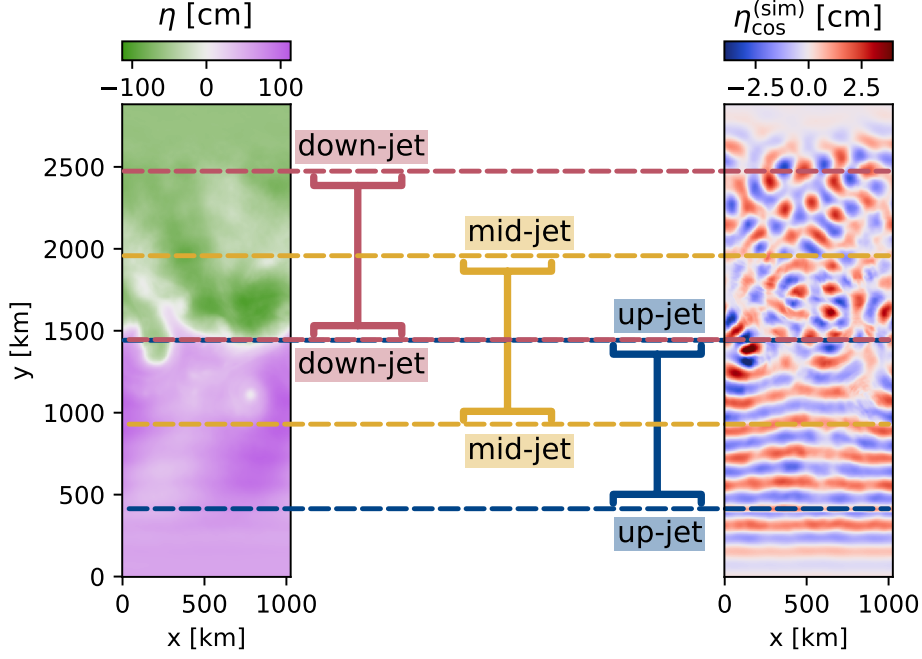 η [cm]
η_cos^(sim) [cm]
−100 0 100
−2.5 0.0 2.5
down-jet
2500
mid-jet
2000
up-jet
1500
down-jet
y [km]
1000
mid-jet
500
up-jet
0
0 500 1000
0 500 1000
x [km]
x [km]